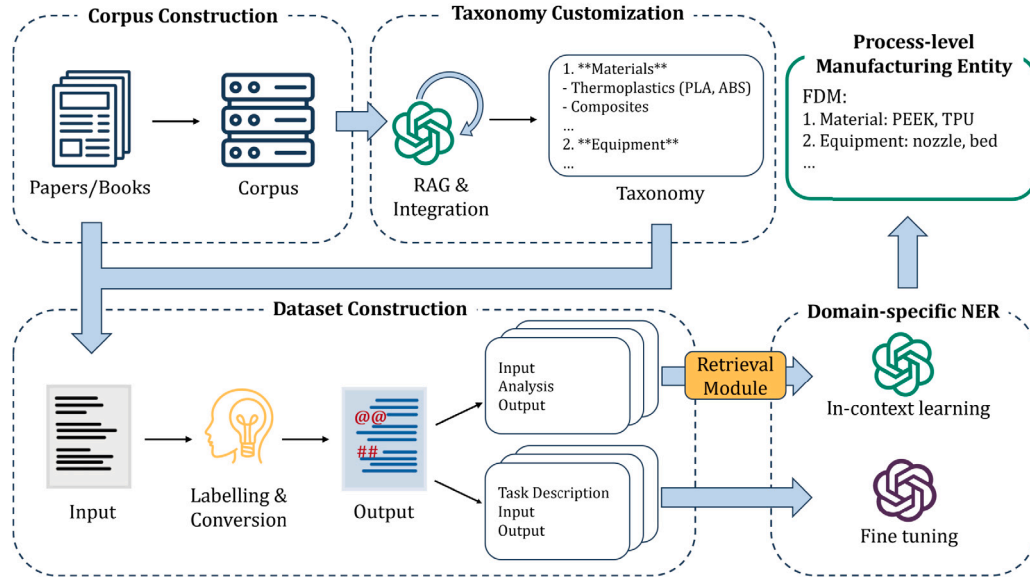 Corpus Construction
Papers/Books
Corpus
Taxonomy Customization
RAG &
Integration
1. **Materials**
- Thermoplastics (PLA, ABS)
- Composites
...
2. **Equipment**
...
Taxonomy
Process-level
Manufacturing Entity
FDM:
1. Material: PEEK, TPU
2. Equipment: nozzle, bed
...
Dataset Construction
Input
Labelling &
Conversion
@@
##
Output
Input
Analysis
Output
Task Description
Input
Output
Retrieval
Module
Domain-specific NER
In-context learning
Fine tuning